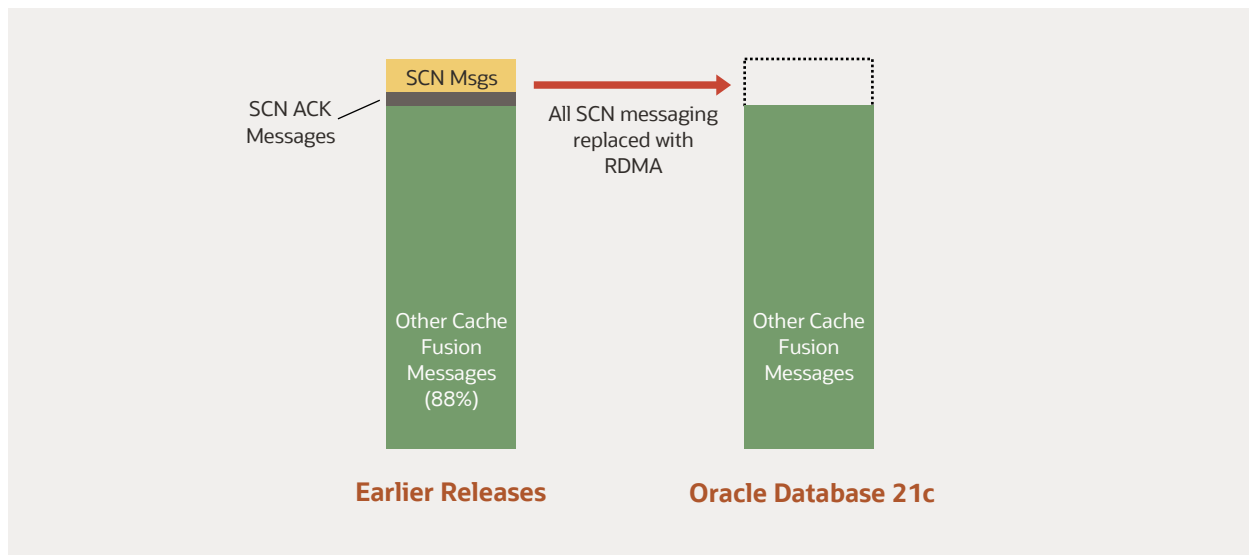 SCN Msgs
SCN ACK
Messages
All SCN messaging
replaced with
RDMA
Other Cache
Fusion
Messages
(88%)
Other Cache
Fusion
Messages
Earlier Releases
Oracle Database 21c